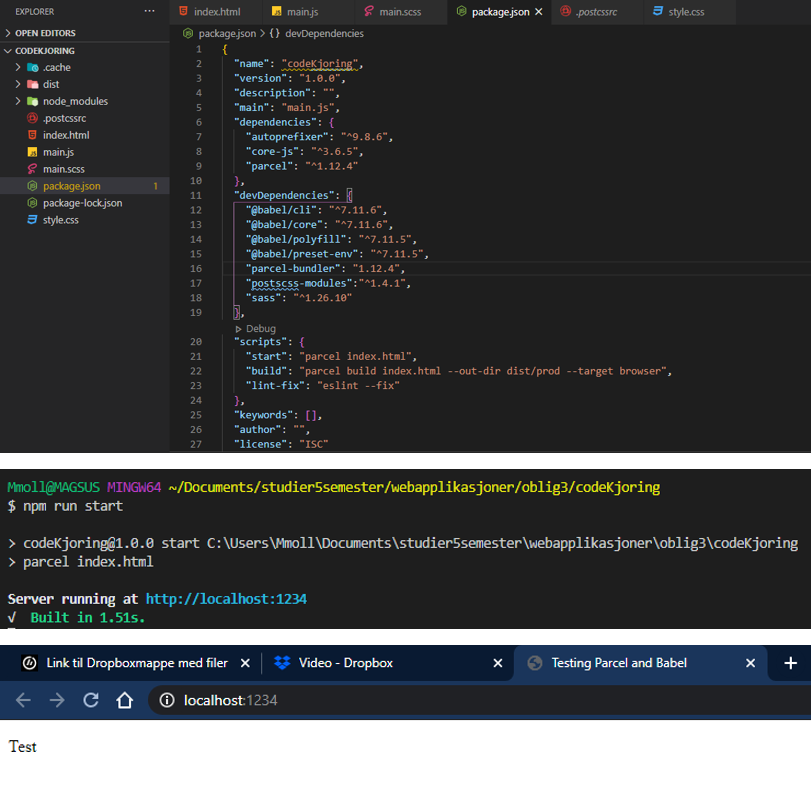 EXPLORER ...
index.html main.js main.scss package.json .postcssrc style.css
OPEN EDITORS
package.json > {} devDependencies
CODEKJORING
.cache
dist
node_modules
.postcssrc
index.html
main.js
main.scss
package.json 1
package-lock.json
style.css
1 {
2 "name": "codeKjoring",
3 "version": "1.0.0",
4 "description": "",
5 "main": "main.js",
6 "dependencies": {
7 "autoprefixer": "^9.8.6",
8 "core-js": "^3.6.5",
9 "parcel": "^1.12.4"
10 },
11 "devDependencies": {
12 "@babel/cli": "^7.11.6",
13 "@babel/core": "^7.11.6",
14 "@babel/polyfill": "^7.11.5",
15 "@babel/preset-env": "^7.11.5",
16 "parcel-bundler": "1.12.4",
17 "postscss-modules":"^1.4.1",
18 "sass": "^1.26.10"
19 },
Debug
20 "scripts": {
21 "start": "parcel index.html",
22 "build": "parcel build index.html --out-dir dist/prod --target browser",
23 "lint-fix": "eslint --fix"
24 },
25 "keywords": [],
26 "author": "",
27 "license": "ISC"
Mmoll@MAGSUS MINGW64 ~/Documents/studier5semester/webapplikasjoner/oblig3/codeKjoring
$ npm run start
> codeKjoring@1.0.0 start C:\Users\Mmoll\Documents\studier5semester\webapplikasjoner\oblig3\codeKjoring
> parcel index.html
Server running at http://localhost:1234
√ Built in 1.51s.
Link til Dropboxmappe med filer Video - Dropbox Testing Parcel and Babel
localhost:1234
Test